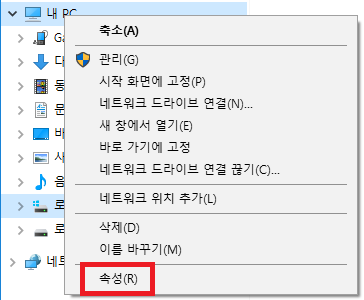 내 PC
축소(A)
Ga
관리(G)
다
시작 화면에 고정(P)
동
네트워크 드라이브 연결(N)...
문
새 창에서 열기(E)
바
바로 가기에 고정
사
네트워크 드라이브 연결 끊기(C)...
음
네트워크 위치 추가(L)
로
삭제(D)
로
이름 바꾸기(M)
네트
속성(R)